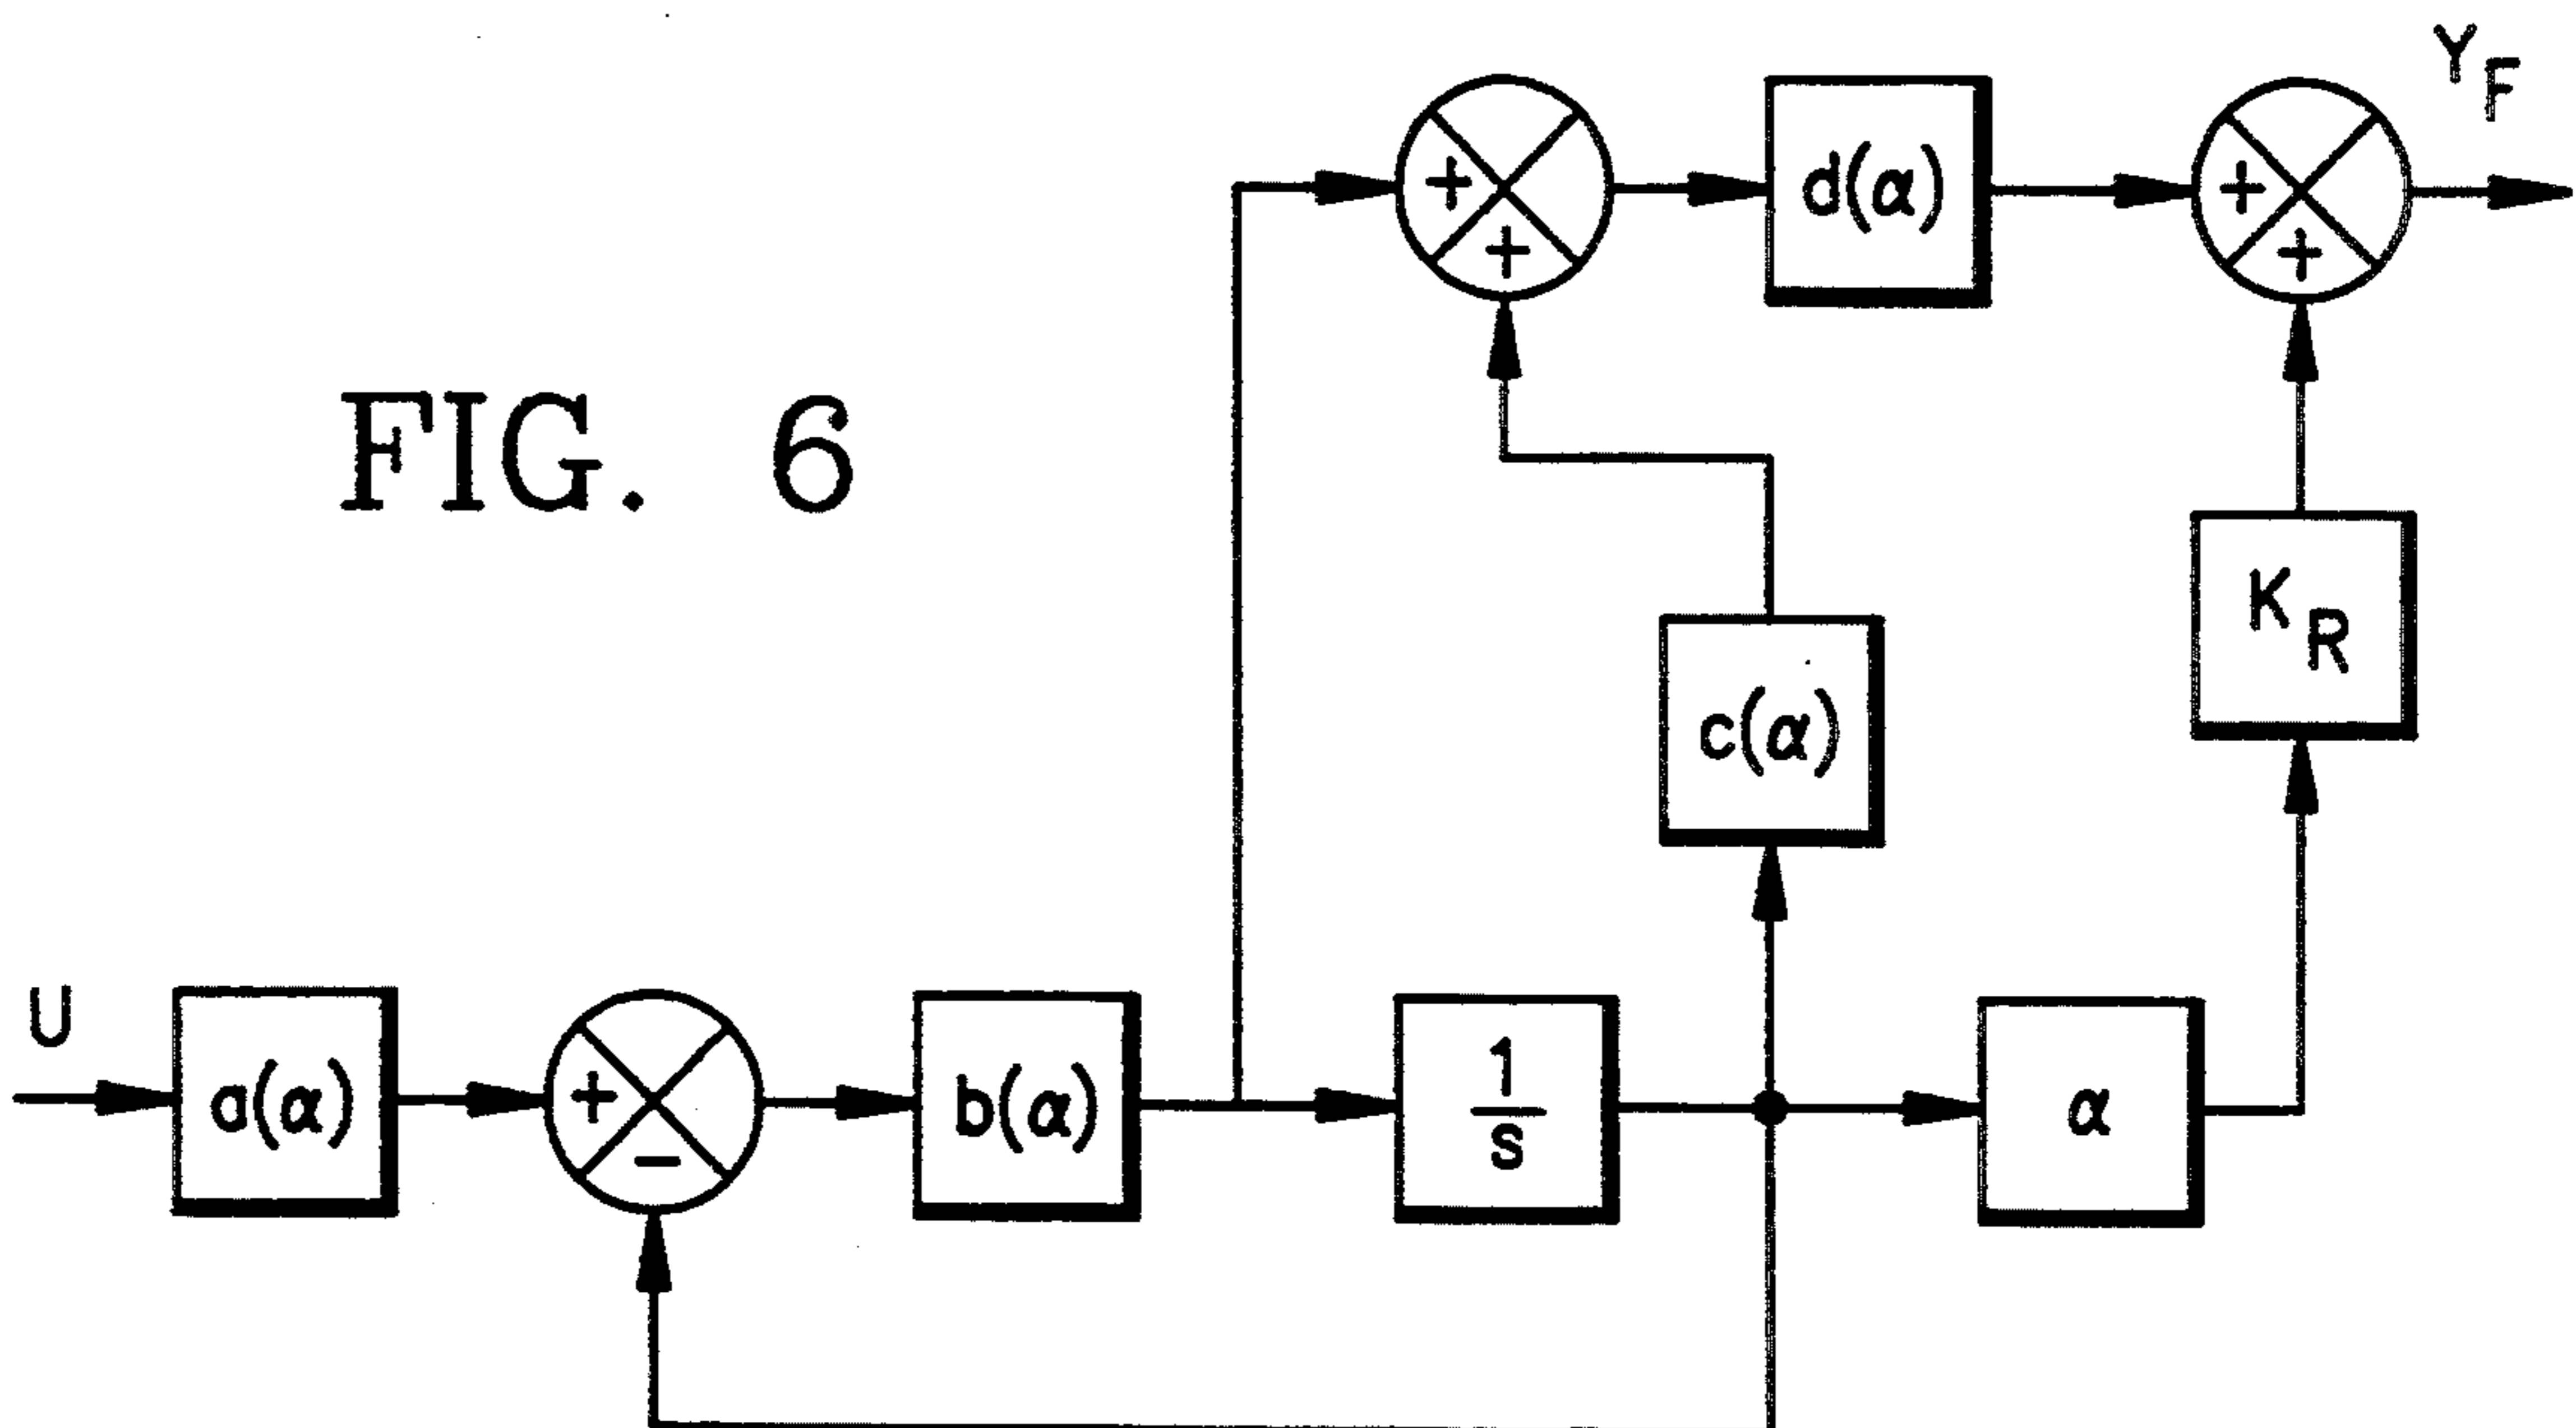 Y_F
+
+
d(α)
+
+
FIG. 6
K_R
c(α)
U
a(α)
+
−
b(α)
1/s
α